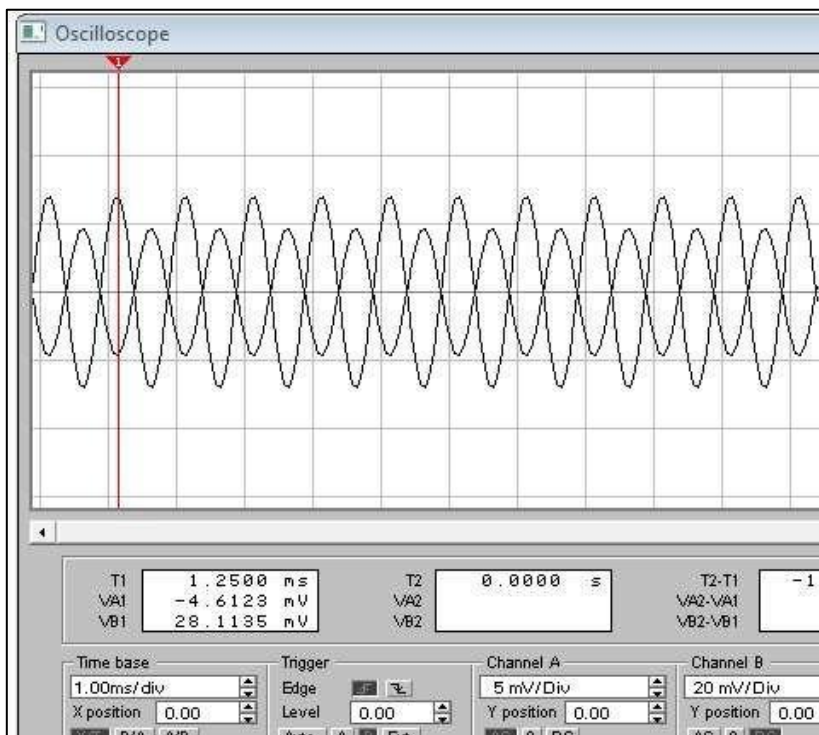 Oscilloscope
1
T1 1.2500 ms T2 0.0000 s T2-T1 -1
VA1 -4.6123 mV VA2 VA2-VA1
VB1 28.1135 mV VB2 VB2-VB1
Time base Trigger Channel A Channel B
1.00ms/div Edge 5 mV/Div 20 mV/Div
X position 0.00 Level 0.00 Y position 0.00 Y position 0.00